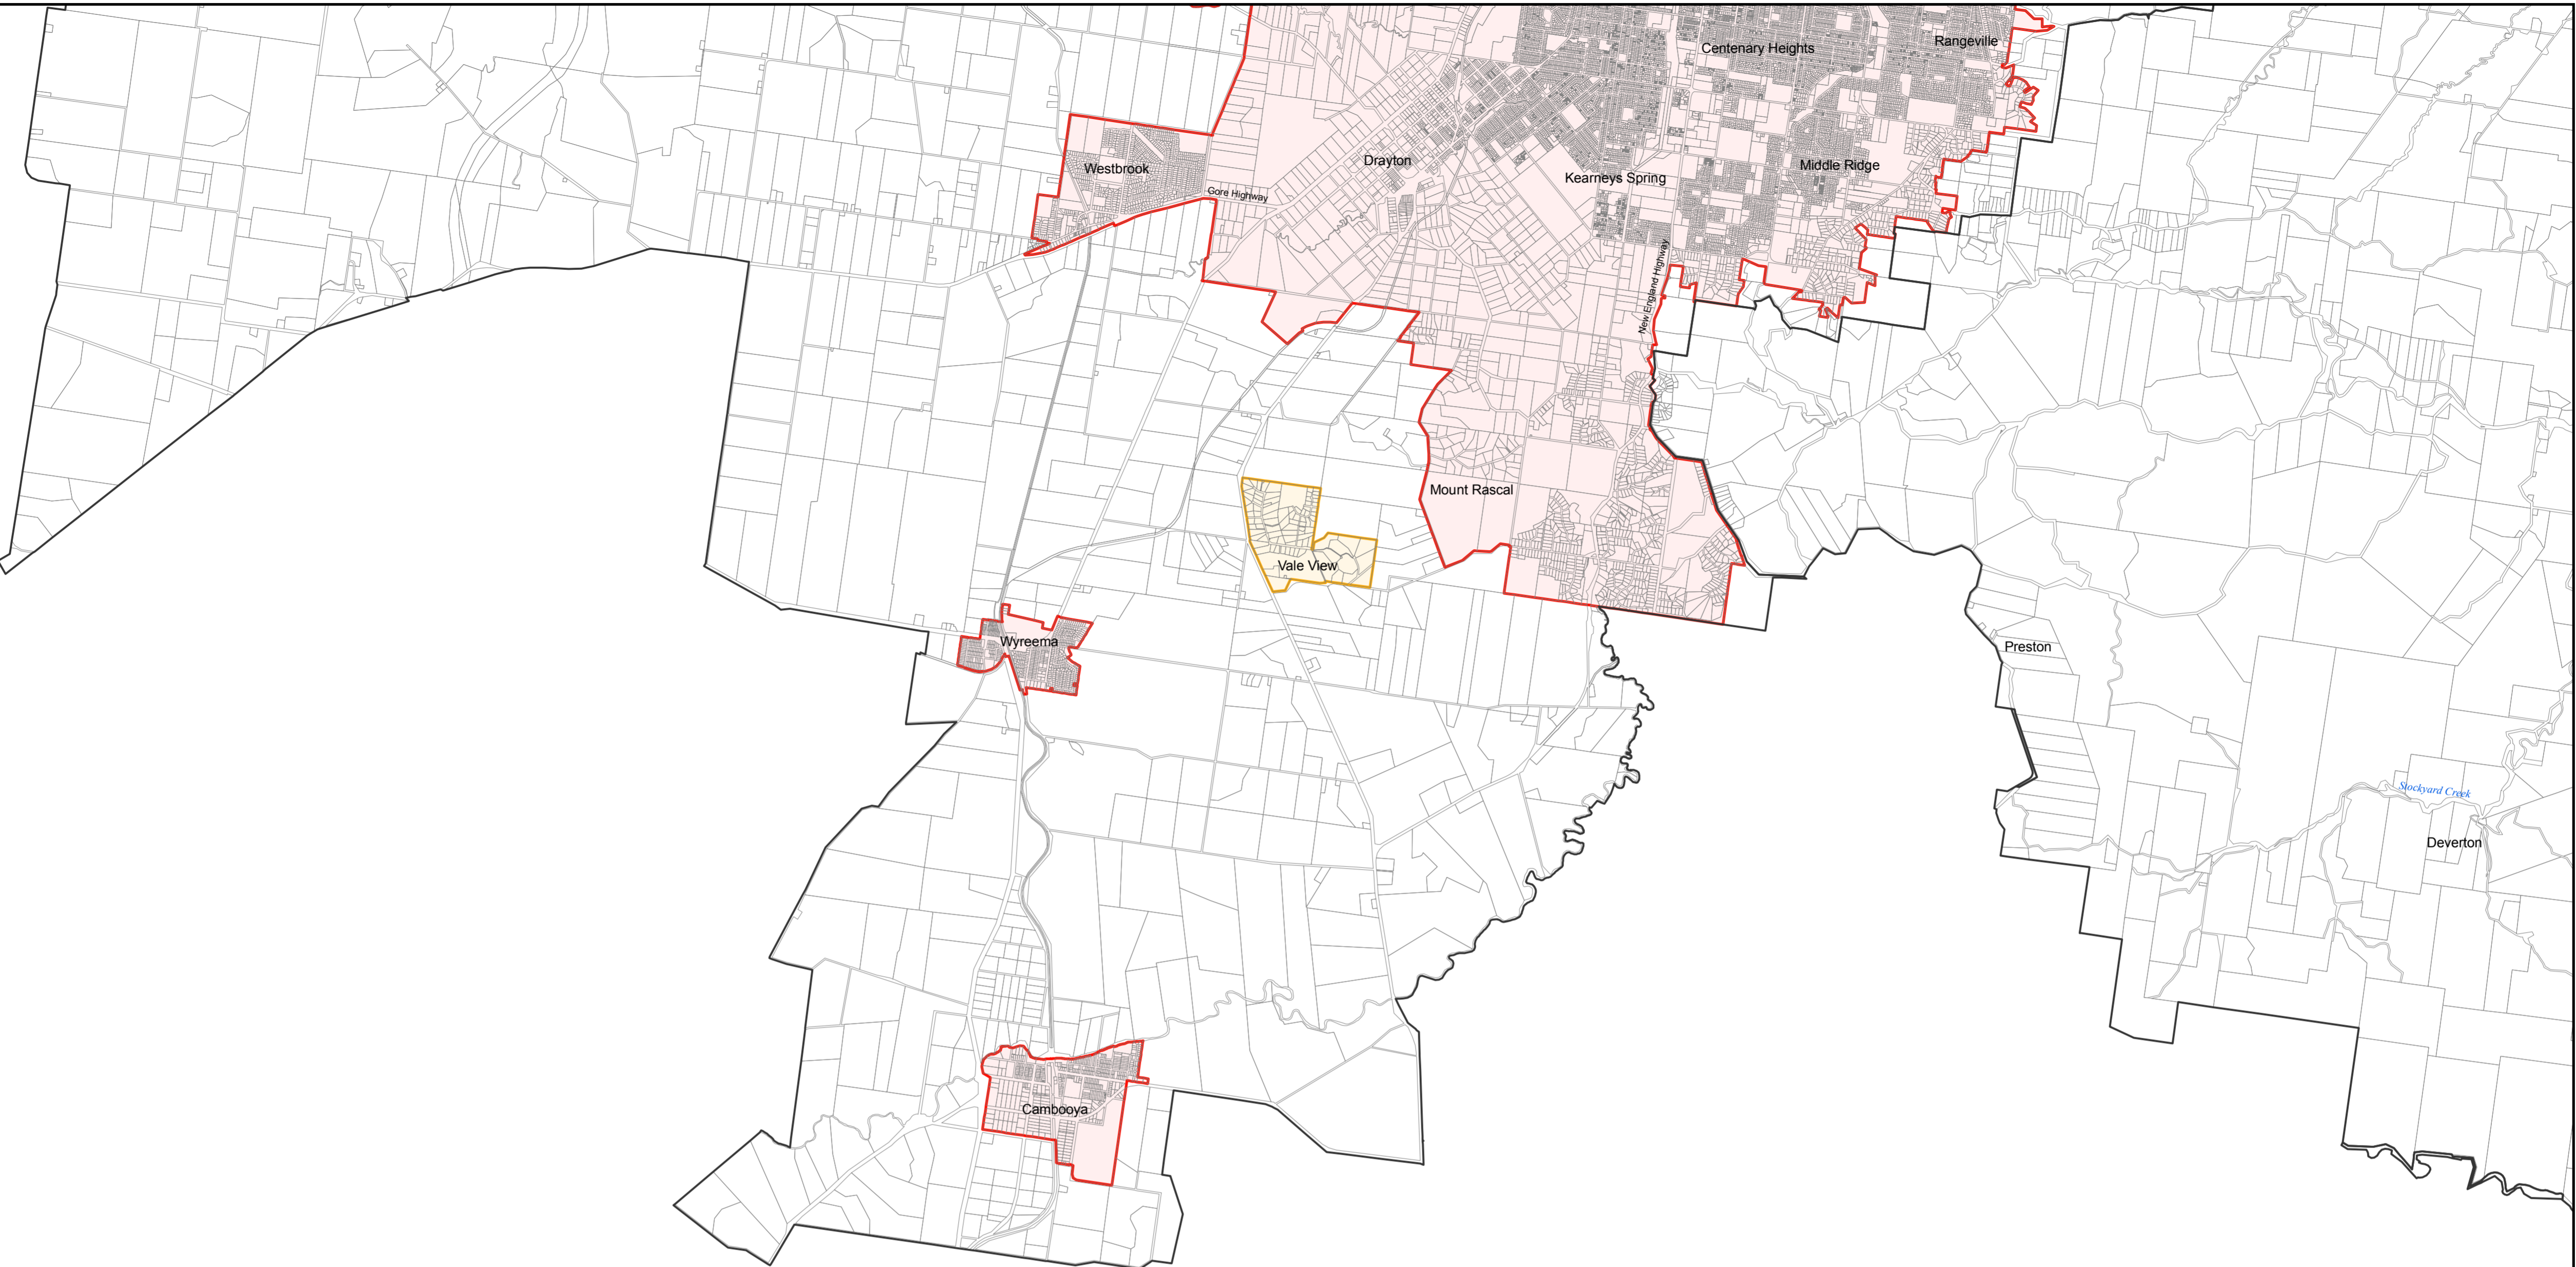 Rangeville
Centenary Heights
Drayton
Middle Ridge
Westbrook
Kearneys Spring
Gore Highway
New England Highway
Mount Rascal
Vale View
Wyreema
Preston
Stockyard Creek
Deverton
Cambooya